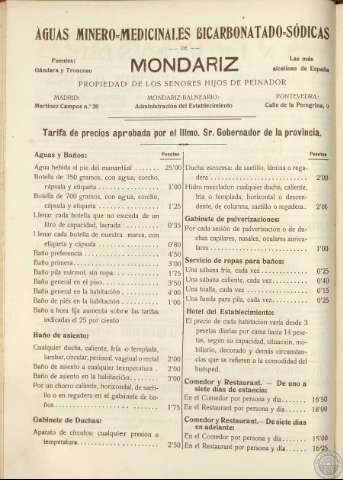 AGUAS MINERO-MEDICINALES BICARBONATADO-SÓDICAS
DE
Fuentes:
Gándara y Troncoso
MONDARIZ
Las más
alcalinas de España
PROPIEDAD DE LOS SEÑORES HIJOS DE PEINADOR
MADRID:
Martínez Campos n.º
MONDARIZ-BALNEARIO:
Administración del Establecimiento
PONTEVEDRA:
Calle de la Peregrina,
Tarifa de precios aprobada por el Iltmo. Sr. Gobernador de la provincia.
Aguas y Baños: Pesetas
Agua bebida al pie del manantial 25'00
Botella de 350 gramos, con agua, corcho,
cápsula y etiqueta 1'00
Botella de 700 gramos, con agua, corcho,
cápsula y etiqueta 1'25
Llenar cada botella que no exceda de un
litro de capacidad, lacrada 0'35
Llenar cada botella de nuestra marca, con
etiqueta y cápsula 0'80
Baño preferencia 4'50
Baño primera 3'00
Baño pila mármol, sin ropa 1'75
Baño general en el piso 3'50
Baño general en la habitación 4'00
Baño de piés en la habitación 1'00
Baño a hora fija aumenta sobre las tarifas
indicadas el 25 por ciento
Baño de asiento:
Cualquier ducha, caliente, fría o templada,
lumbar, circular, perineal, vaginal o rectal 2'00
Baño de asiento a cualquier temperatura 2'00
Baño de asiento en la habitación 3'00
Por un chorro caliente, horizontal, de surti-
lo o en regadera en el gabinete de ba-
ños 1'75
Gabinete de Duchas:
Aparato de círculos: cualquier presión o
temperatura 2'50
Pesetas
Ducha escocesa: de surtidor, lámina o rega-
dera 2'00
Hidro mezclador: cualquier ducha, caliente,
fría o templada, horizontal o descen-
dente, de columna, surtidor o regadera
Gabinete de pulverizaciones:
Por cada sesión de pulverización o de du-
chas capilares, nasales, oculares auricu-
lares 1'00
Servicio de ropas para baños:
Una sábana fría, cada vez 0'25
Una sábana caliente, cada vez 0'40
Una toalla, cada vez 0'15
Una funda para pila, cada vez 0'25
Hotel del Establecimiento:
El precio de cada habitación varía desde 3
pesetas diarias por cama hasta 14 pese-
tas, según su capacidad, situación, mo-
biliario, decorado y demás circunstan-
cias que se refieren a la comodidad del
huésped.
Comedor y Restaurant. — De uno a
siete días de estancia:
En el Comedor por persona y día 16'50
En el Restaurant por persona y día 18'00
Comedor y Restaurant.—De siete días
en adelante:
En el Comedor por persona y día 15'00
En el Restaurant por persona y día 16'25